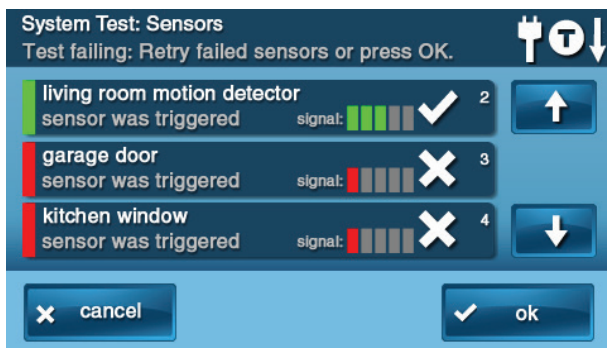 System Test: Sensors
Test failing: Retry failed sensors or press OK.
T
living room motion detector
2
sensor was triggered signal:
garage door
3
sensor was triggered signal:
kitchen window
4
sensor was triggered signal:
cancel
ok